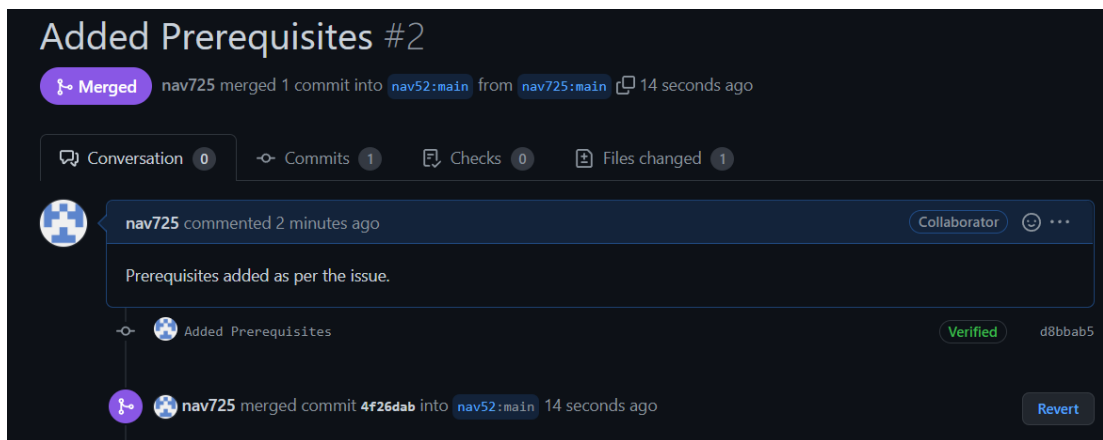 Added Prerequisites #2
Merged nav725 merged 1 commit into nav52:main from nav725:main 14 seconds ago
Conversation 0 Commits 1 Checks 0 Files changed 1
nav725 commented 2 minutes ago Collaborator
Prerequisites added as per the issue.
Added Prerequisites Verified d8bbab5
nav725 merged commit 4f26dab into nav52:main 14 seconds ago Revert